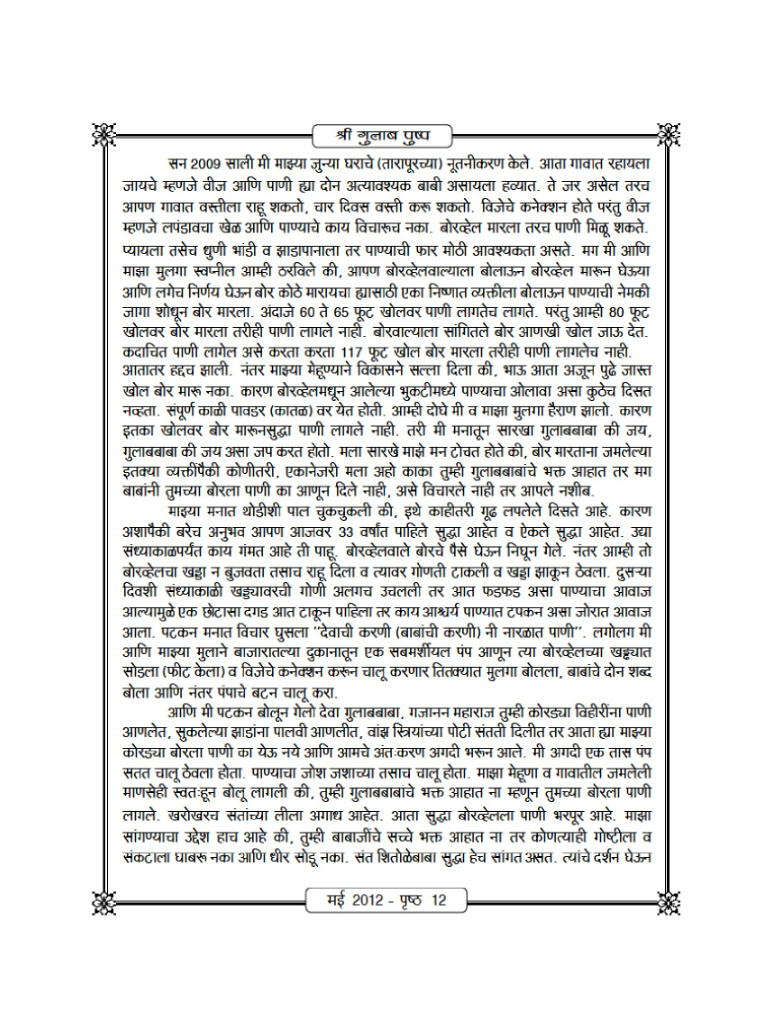 श्री गुलाब पुष्प
सन 2009 साली मी माझ्या जुन्या घराचे (तारापूरच्या) नूतनीकरण केले. आता गावात रहायला
जायचे म्हणजे वीज आणि पाणी ह्या दोन अत्यावश्यक बाबी असायला हव्यात. ते जर असेल तरच
आपण गावात वस्तीला राहू शकतो, चार दिवस वस्ती करू शकतो. विजेचे कनेक्शन होते परंतु वीज
म्हणजे लपंडावचा खेळ आणि पाण्याचे काय विचारूच नका. बोरव्हेल मारला तरच पाणी मिळू शकते.
प्यायला तसेच धुणी भांडी व झाडापानाला तर पाण्याची फार मोठी आवश्यकता असते. मग मी आणि
माझा मुलगा स्वप्नील आम्ही ठरविले की, आपण बोरव्हेलवाल्याला बोलाऊन बोरव्हेल मारून घेऊया
आणि लगेच निर्णय घेऊन बोर कोठे मारायचा ह्यासाठी एका निष्णात व्यक्तीला बोलाऊन पाण्याची नेमकी
जागा शोधून बोर मारला. अंदाजे 60 ते 65 फूट खोलवर पाणी लागतेच लागते. परंतु आम्ही 80 फूट
खोलवर बोर मारला तरीही पाणी लागले नाही. बोरवाल्याला सांगितले बोर आणखी खोल जाऊ देत.
कदाचित पाणी लागेल असे करता करता 117 फूट खोल बोर मारला तरीही पाणी लागलेच नाही.
आतातर हद्दच झाली. नंतर माझ्या मेहूण्याने विकासने सल्ला दिला की, भाऊ आता अजून पुढे जास्त
खोल बोर मारू नका. कारण बोरव्हेलमधून आलेल्या भुकटीमध्ये पाण्याचा ओलावा असा कुठेच दिसत
नव्हता. संपूर्ण काळी पावडर (कातळ) वर येत होती. आम्ही दोघे मी व माझा मुलगा हैराण झालो. कारण
इतका खोलवर बोर मारूनसुद्धा पाणी लागले नाही. तरी मी मनातून सारखा गुलाबबाबा की जय,
गुलाबबाबा की जय असा जप करत होतो. मला सारखे माझे मन टोचत होते की, बोर मारताना जमलेल्या
इतक्या व्यक्तींपैकी कोणीतरी, एकानेजरी मला अहो काका तुम्ही गुलाबबाबांचे भक्त आहात तर मग
बाबांनी तुमच्या बोरला पाणी का आणून दिले नाही, असे विचारले नाही तर आपले नशीब.
माझ्या मनात थोडीशी पाल चुकचुकली की, इथे काहीतरी गूढ लपलेले दिसते आहे. कारण
अशापैकी बरेच अनुभव आपण आजवर 33 वर्षांत पाहिले सुद्धा आहेत व ऐकले सुद्धा आहेत. उद्या
संध्याकाळपर्यंत काय गंमत आहे ती पाहू. बोरव्हेलवाले बोरचे पैसे घेऊन निघून गेले. नंतर आम्ही तो
बोरव्हेलचा खड्डा न बुजवता तसाच राहू दिला व त्यावर गोणती टाकली व खड्डा झाकून ठेवला. दुसऱ्या
दिवशी संध्याकाळी खड्ड्यावरची गोणी अलगच उचलली तर आत फडफड असा पाण्याचा आवाज
आल्यामुळे एक छोटासा दगड आत टाकून पाहिला तर काय आश्चर्य पाण्यात टपकन असा जोरात आवाज
आला. पटकन मनात विचार घुसला "देवाची करणी (बाबांची करणी) नी नारळात पाणी". लगोलग मी
आणि माझ्या मुलाने बाजारातल्या दुकानातून एक सबमर्शीयल पंप आणून त्या बोरव्हेलच्या खड्ड्यात
सोडला (फीट केला) व विजेचे कनेक्शन करून चालू करणार तितक्यात मुलगा बोलला, बाबांचे दोन शब्द
बोला आणि नंतर पंपाचे बटन चालू करा.
आणि मी पटकन बोलून गेलो देवा गुलाबबाबा, गजानन महाराज तुम्ही कोरड्या विहीरींना पाणी
आणलेत, सुकलेल्या झाडांना पालवी आणलीत, वांझ स्त्रियांच्या पोटी संतती दिलीत तर आता ह्या माझ्या
कोरड्या बोरला पाणी का येऊ नये आणि आमचे अंतःकरण अगदी भरून आले. मी अगदी एक तास पंप
सतत चालू ठेवला होता. पाण्याचा जोश जशाच्या तसाच चालू होता. माझा मेहूणा व गावातील जमलेली
माणसेही स्वतःहून बोलू लागली की, तुम्ही गुलाबबाबांचे भक्त आहात ना म्हणून तुमच्या बोरला पाणी
लागले. खरोखरच संतांच्या लीला अगाध आहेत. आता सुद्धा बोरव्हेलला पाणी भरपूर आहे. माझा
सांगण्याचा उद्देश हाच आहे की, तुम्ही बाबाजींचे सच्चे भक्त आहात ना तर कोणत्याही गोष्टीला व
संकटाला घाबरू नका आणि धीर सोडू नका. संत शितोळेबाबा सुद्धा हेच सांगत असत. त्यांचे दर्शन घेऊन
मई 2012 - पृष्ठ 12